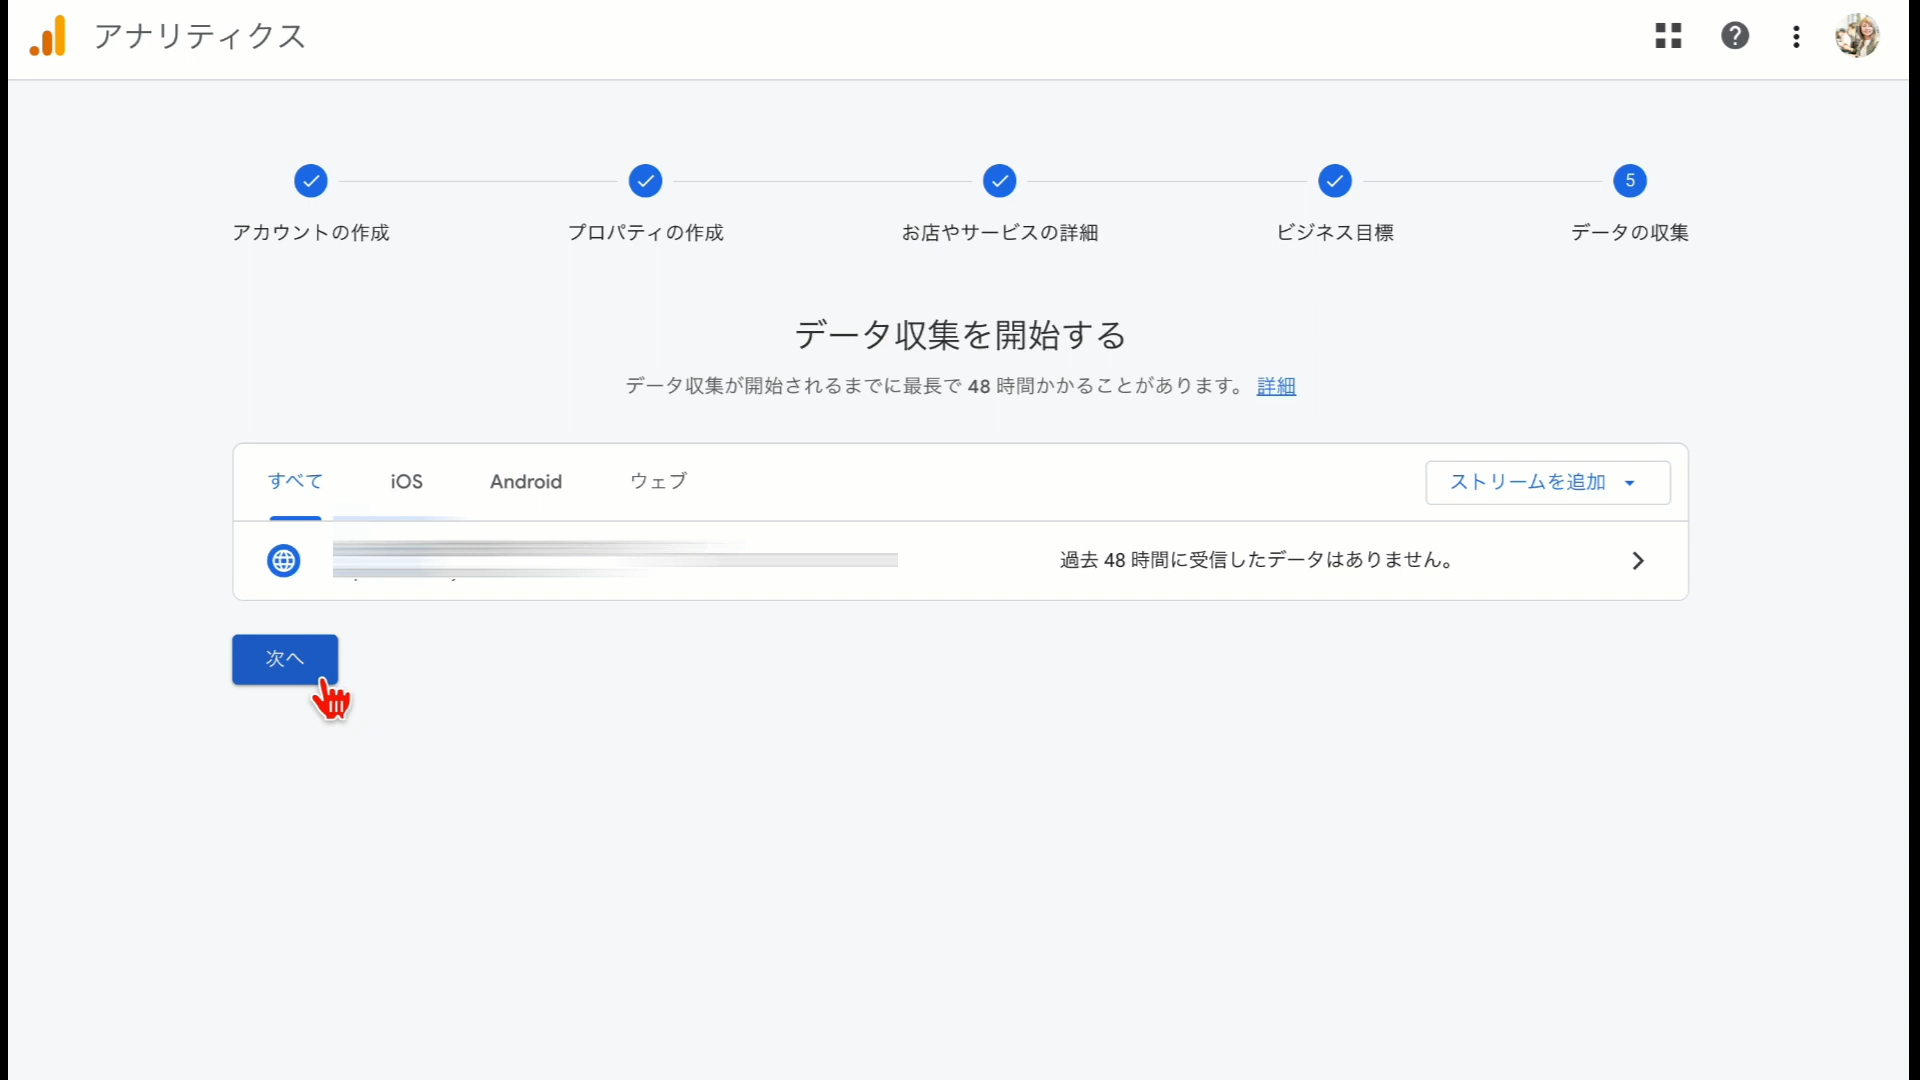 アナリティクス
5
アカウントの作成
プロパティの作成
お店やサービスの詳細
ビジネス目標
データの収集
データ収集を開始する
データ収集が開始されるまでに最長で 48 時間かかることがあります。 詳細
すべて
iOS
Android
ウェブ
ストリームを追加
過去 48 時間に受信したデータはありません。
次へ